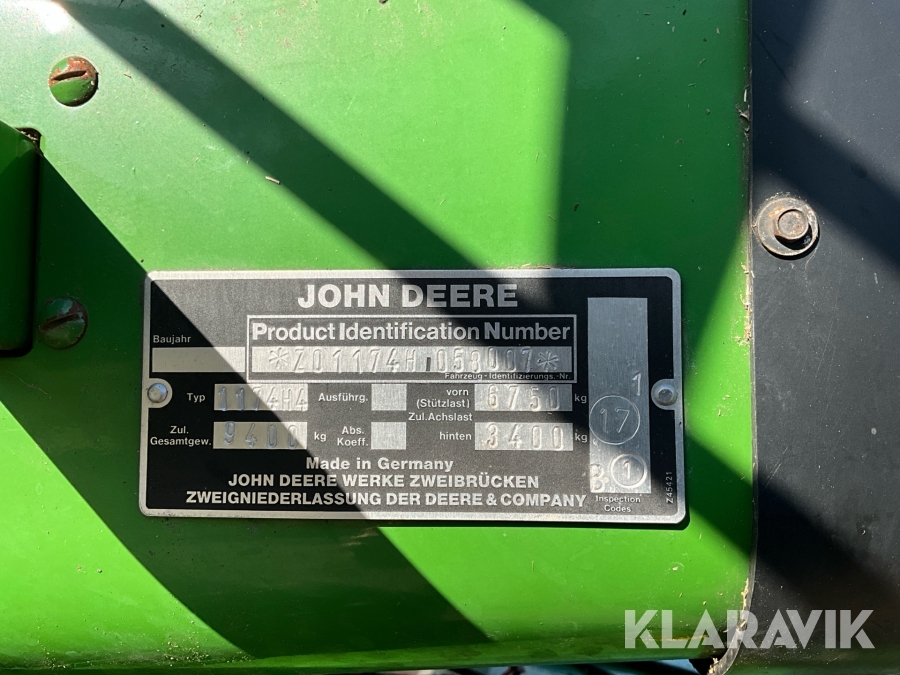 JOHN DEERE
Product Identification Number
Baujahr
*Z01174H 058007*
Fahrzeug-Identifizierungs.-Nr.
Typ 1174H4 Ausführg. vorn (Stützlast) 6750 kg
Zul.Achslast
Zul. Gesamtgew. 9400 kg Abs. Koeff. hinten 3400 kg
Made in Germany
JOHN DEERE WERKE ZWEIBRÜCKEN
ZWEIGNIEDERLASSUNG DER DEERE & COMPANY
1
17
B 1
Inspection
Codes
Z45421
KLARAVIK